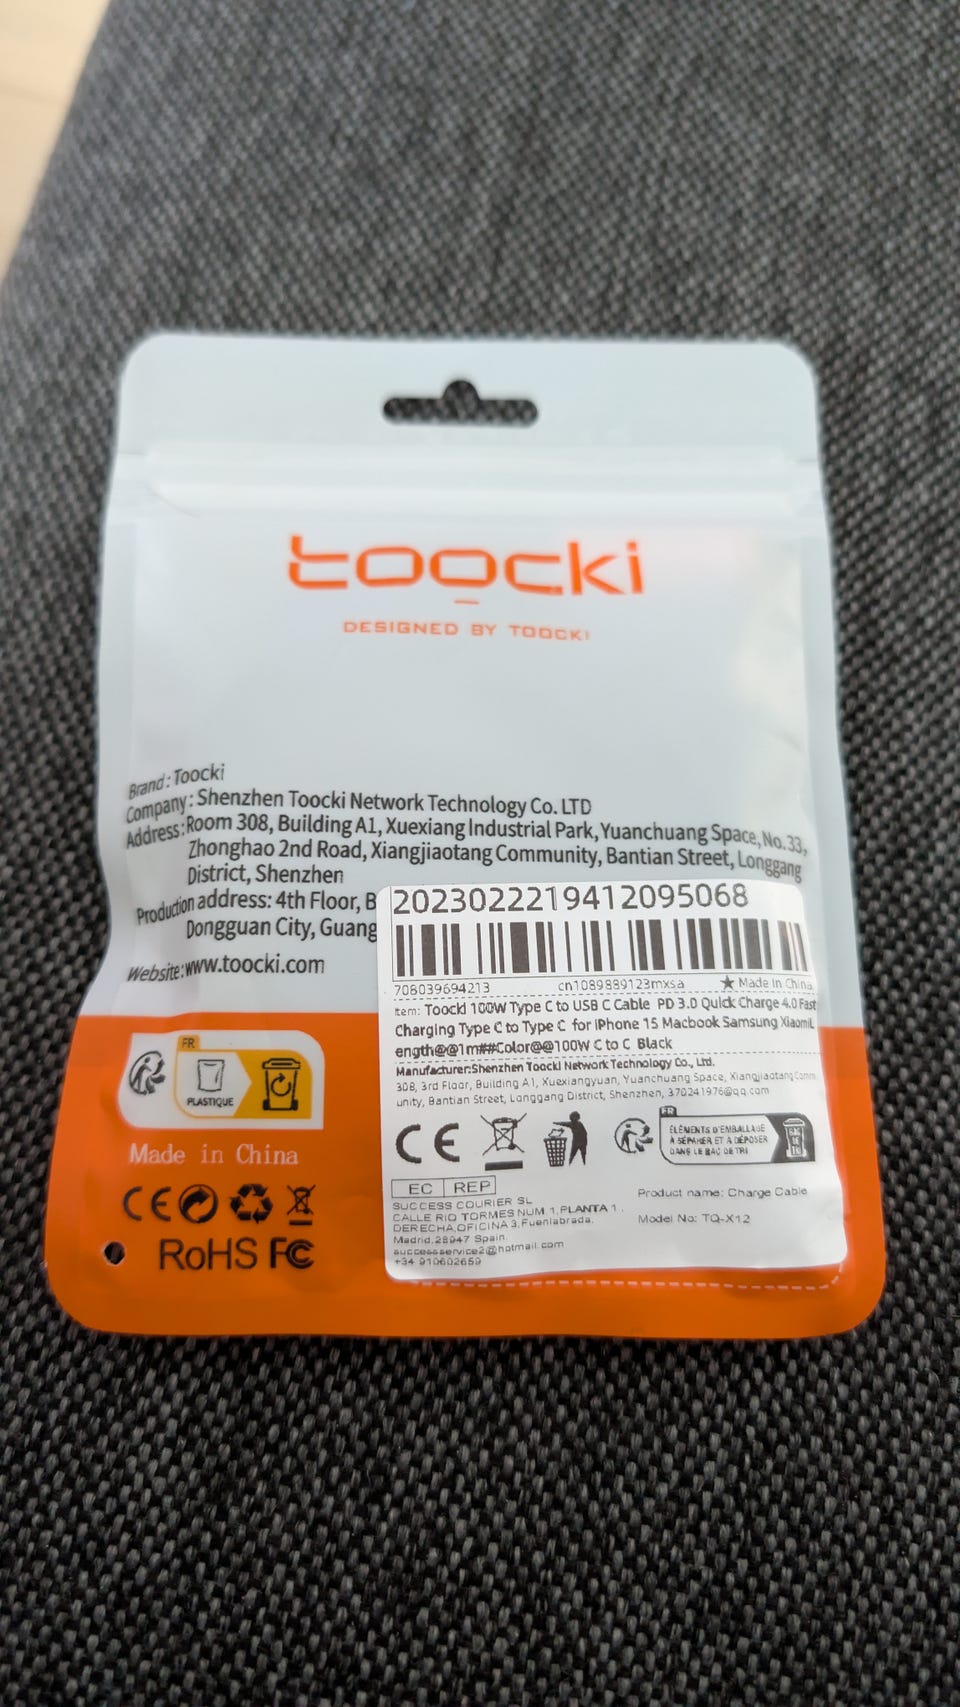 toocki
DESIGNED BY TOOCKI
Brand: Toocki
Company: Shenzhen Toocki Network Technology Co. LTD
Address: Room 308, Building A1, Xuexiang Industrial Park, Yuanchuang Space, No. 33,
Zhonghao 2nd Road, Xiangjiaotang Community, Bantian Street, Longgang
District, Shenzhen
Production address: 4th Floor, B
Dongguan City, Guang
Website: www.toocki.com
2023022219412095068
708039694213 cn1089889123mxsa ★ Made in China
Item: Toocki 100W Type C to USB C Cable PD 3.0 Quick Charge 4.0 Fast
Charging Type C to Type C for iPhone 15 Macbook Samsung XiaomiL
ength@@1m##Color@@100W C to C Black
Manufacturer:Shenzhen Toocki Network Technology Co., Ltd.
308, 3rd Floor, Building A1, Xuexiangyuan, Yuanchuang Space, Xiangjiaotang Comm
unity, Bantian Street, Longgang District, Shenzhen, 370241976@qq.com
CE
FR
ÉLÉMENTS D'EMBALLAGE
À SÉPARER ET À DÉPOSER
DANS LE BAC DE TRI
EC REP
SUCCESS COURIER SL
CALLE RIO TORMES NUM 1,PLANTA 1,
DERECHA,OFICINA 3,Fuenlabrada,
Madrid,28947 Spain
successservice2@hotmail.com
+34 910602659
Product name: Charge Cable
Model No: TQ-X12
FR
PLASTIQUE
Made in China
CE
RoHS FC